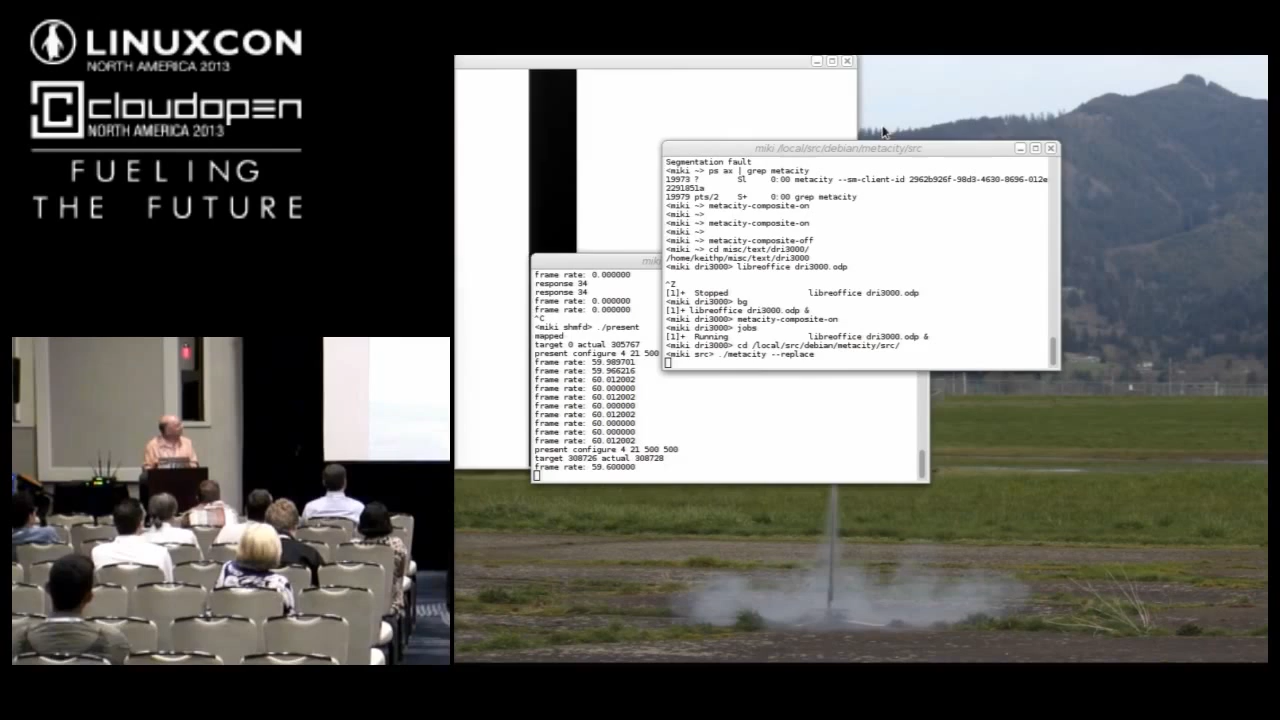 LINUXCON
NORTH AMERICA 2013
cloudopen
NORTH AMERICA 2013
FUELING
THE FUTURE
miki /local/src/debian/metacity/src
Segmentation fault
<miki ~> ps ax | grep metacity
19973 ? Sl 0:00 metacity --sm-client-id 2962b926f-98d3-4630-8696-012e
2291851a
19979 pts/2 S+ 0:00 grep metacity
<miki ~> metacity-composite-on
<miki ~>
<miki ~> metacity-composite-on
<miki ~>
<miki ~> metacity-composite-off
<miki ~> cd misc/text/dri3000/
/home/keithp/misc/text/dri3000
<miki dri3000> libreoffice dri3000.odp
^Z
[1]+ Stopped libreoffice dri3000.odp
<miki dri3000> bg
[1]+ libreoffice dri3000.odp &
<miki dri3000> metacity-composite-on
<miki dri3000> jobs
[1]+ Running libreoffice dri3000.odp &
<miki dri3000> cd /local/src/debian/metacity/src/
<miki src> ./metacity --replace
frame rate: 0.000000
response 34
response 34
frame rate: 0.000000
frame rate: 0.000000
^C
<miki shmfd> ./present
mapped
target 0 actual 305767
present configure 4 21 500
frame rate: 59.989701
frame rate: 59.966216
frame rate: 60.012002
frame rate: 60.000000
frame rate: 60.012002
frame rate: 60.000000
frame rate: 60.012002
frame rate: 60.000000
frame rate: 60.000000
frame rate: 60.012002
present configure 4 21 500 500
target 308726 actual 308728
frame rate: 59.600000